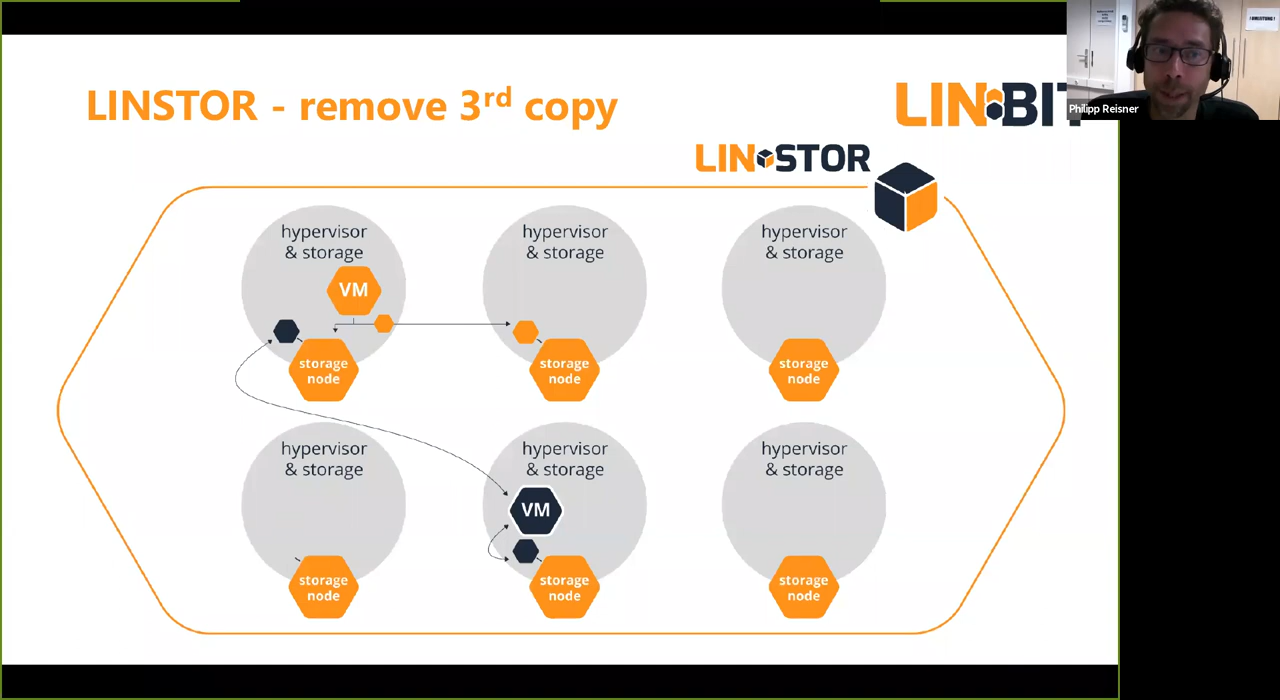 LINSTOR - remove 3rd copy
LINBIT
Philipp Reisner
LINSTOR
hypervisor
& storage
VM
storage
node
hypervisor
& storage
storage
node
hypervisor
& storage
storage
node
hypervisor
& storage
storage
node
hypervisor
& storage
VM
storage
node
hypervisor
& storage
storage
node